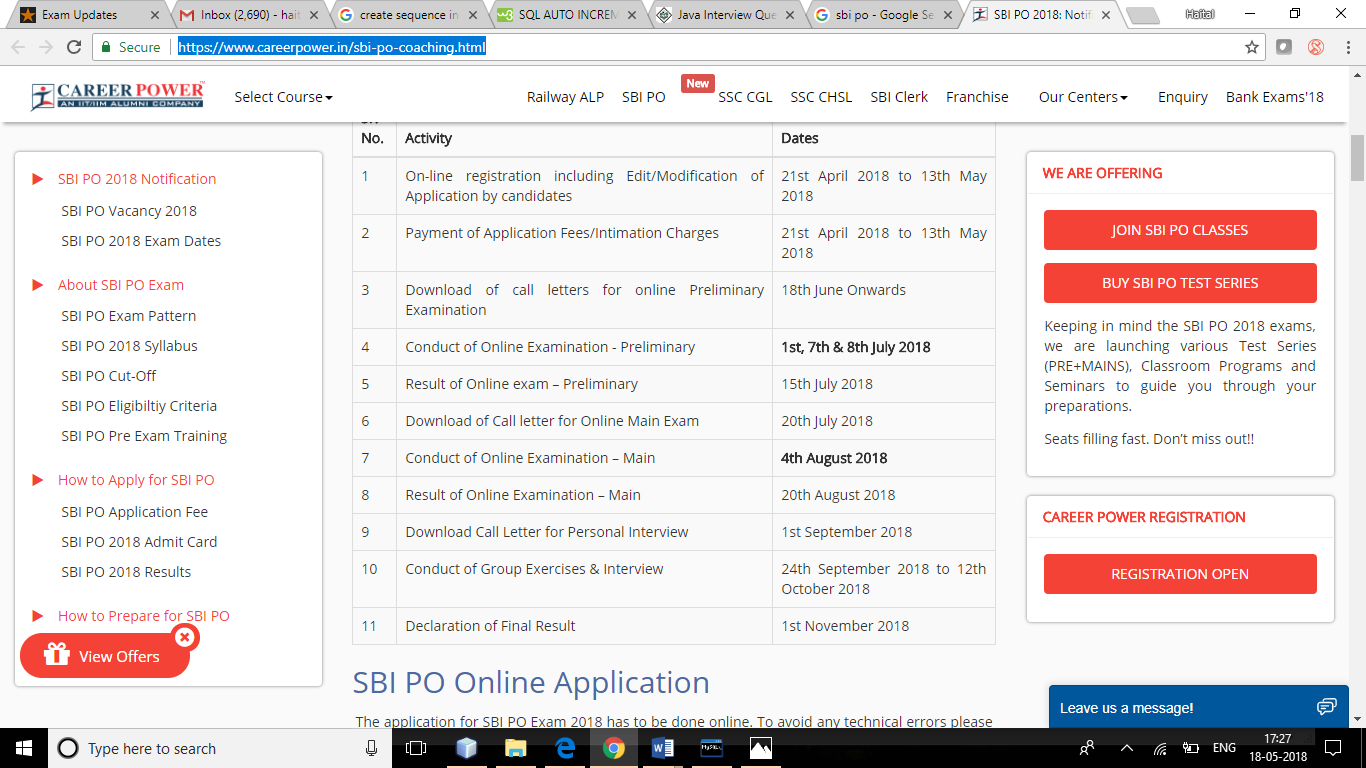 Exam Updates
Inbox (2,690) - hait
create sequence in
SQL AUTO INCREM
Java Interview Que
sbi po - Google Se
SBI PO 2018: Notifi
Haital
Secure
https://www.careerpower.in/sbi-po-coaching.html
CAREER POWER
AN IIT/IIM ALUMNI COMPANY
Select Course
Railway ALP
SBI PO
New
SSC CGL
SSC CHSL
SBI Clerk
Franchise
Our Centers
Enquiry
Bank Exams'18
SBI PO 2018 Notification
SBI PO Vacancy 2018
SBI PO 2018 Exam Dates
About SBI PO Exam
SBI PO Exam Pattern
SBI PO 2018 Syllabus
SBI PO Cut-Off
SBI PO Eligibiltiy Criteria
SBI PO Pre Exam Training
How to Apply for SBI PO
SBI PO Application Fee
SBI PO 2018 Admit Card
SBI PO 2018 Results
How to Prepare for SBI PO
View Offers
No. Activity Dates
1 On-line registration including Edit/Modification of 21st April 2018 to 13th May
Application by candidates 2018
2 Payment of Application Fees/Intimation Charges 21st April 2018 to 13th May
2018
3 Download of call letters for online Preliminary 18th June Onwards
Examination
4 Conduct of Online Examination - Preliminary 1st, 7th & 8th July 2018
5 Result of Online exam – Preliminary 15th July 2018
6 Download of Call letter for Online Main Exam 20th July 2018
7 Conduct of Online Examination – Main 4th August 2018
8 Result of Online Examination – Main 20th August 2018
9 Download Call Letter for Personal Interview 1st September 2018
10 Conduct of Group Exercises & Interview 24th September 2018 to 12th
October 2018
11 Declaration of Final Result 1st November 2018
SBI PO Online Application
The application for SBI PO Exam 2018 has to be done online. To avoid any technical errors please
WE ARE OFFERING
JOIN SBI PO CLASSES
BUY SBI PO TEST SERIES
Keeping in mind the SBI PO 2018 exams,
we are launching various Test Series
(PRE+MAINS), Classroom Programs and
Seminars to guide you through your
preparations.
Seats filling fast. Don't miss out!!
CAREER POWER REGISTRATION
REGISTRATION OPEN
Leave us a message!
Type here to search
ENG
17:27
18-05-2018